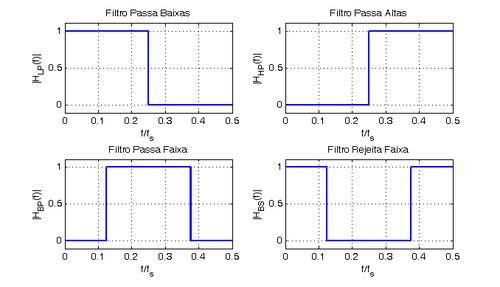 Filtro Passa Baixas
1
0.5
0
|H_LP(f)|
0 0.1 0.2 0.3 0.4 0.5
f/f_s
Filtro Passa Altas
1
0.5
0
|H_HP(f)|
0 0.1 0.2 0.3 0.4 0.5
f/f_s
Filtro Passa Faixa
1
0.5
0
|H_BP(f)|
0 0.1 0.2 0.3 0.4 0.5
f/f_s
Filtro Rejeita Faixa
1
0.5
0
|H_BS(f)|
0 0.1 0.2 0.3 0.4 0.5
f/f_s